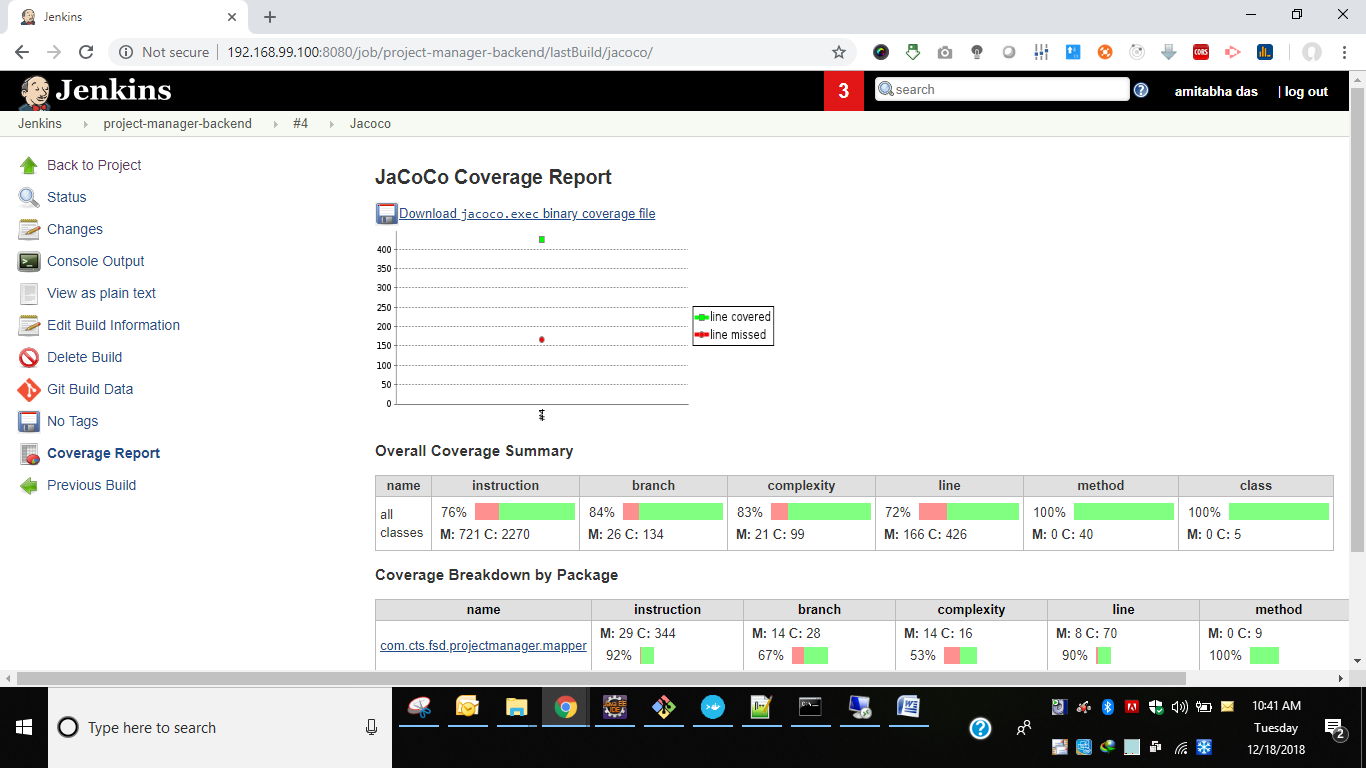 Jenkins
Not secure | 192.168.99.100:8080/job/project-manager-backend/lastBuild/jacoco/
CORS
Jenkins
3
search
amitabha das
| log out
Jenkins
project-manager-backend
#4
Jacoco
Back to Project
Status
Changes
Console Output
View as plain text
Edit Build Information
Delete Build
Git Build Data
No Tags
Coverage Report
Previous Build
JaCoCo Coverage Report
Download jacoco.exec binary coverage file
400
350
300
250
200
150
100
50
0
#4
line covered
line missed
Overall Coverage Summary
name instruction branch complexity line method class
all classes
76% 84% 83% 72% 100% 100%
M: 721 C: 2270 M: 26 C: 134 M: 21 C: 99 M: 166 C: 426 M: 0 C: 40 M: 0 C: 5
Coverage Breakdown by Package
name instruction branch complexity line method
com.cts.fsd.projectmanager.mapper
M: 29 C: 344 M: 14 C: 28 M: 14 C: 16 M: 8 C: 70 M: 0 C: 9
92% 67% 53% 90% 100%
Type here to search
10:41 AM
Tuesday
12/18/2018
2